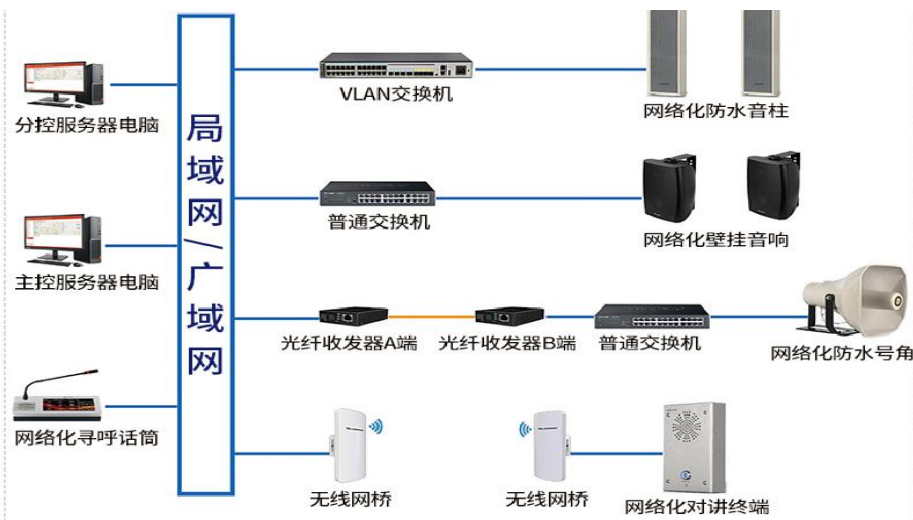 分控服务器电脑
主控服务器电脑
网络化寻呼话筒
局域网/广域网
VLAN交换机
网络化防水音柱
普通交换机
网络化壁挂音响
光纤收发器A端
光纤收发器B端
普通交换机
网络化防水号角
无线网桥
无线网桥
网络化对讲终端